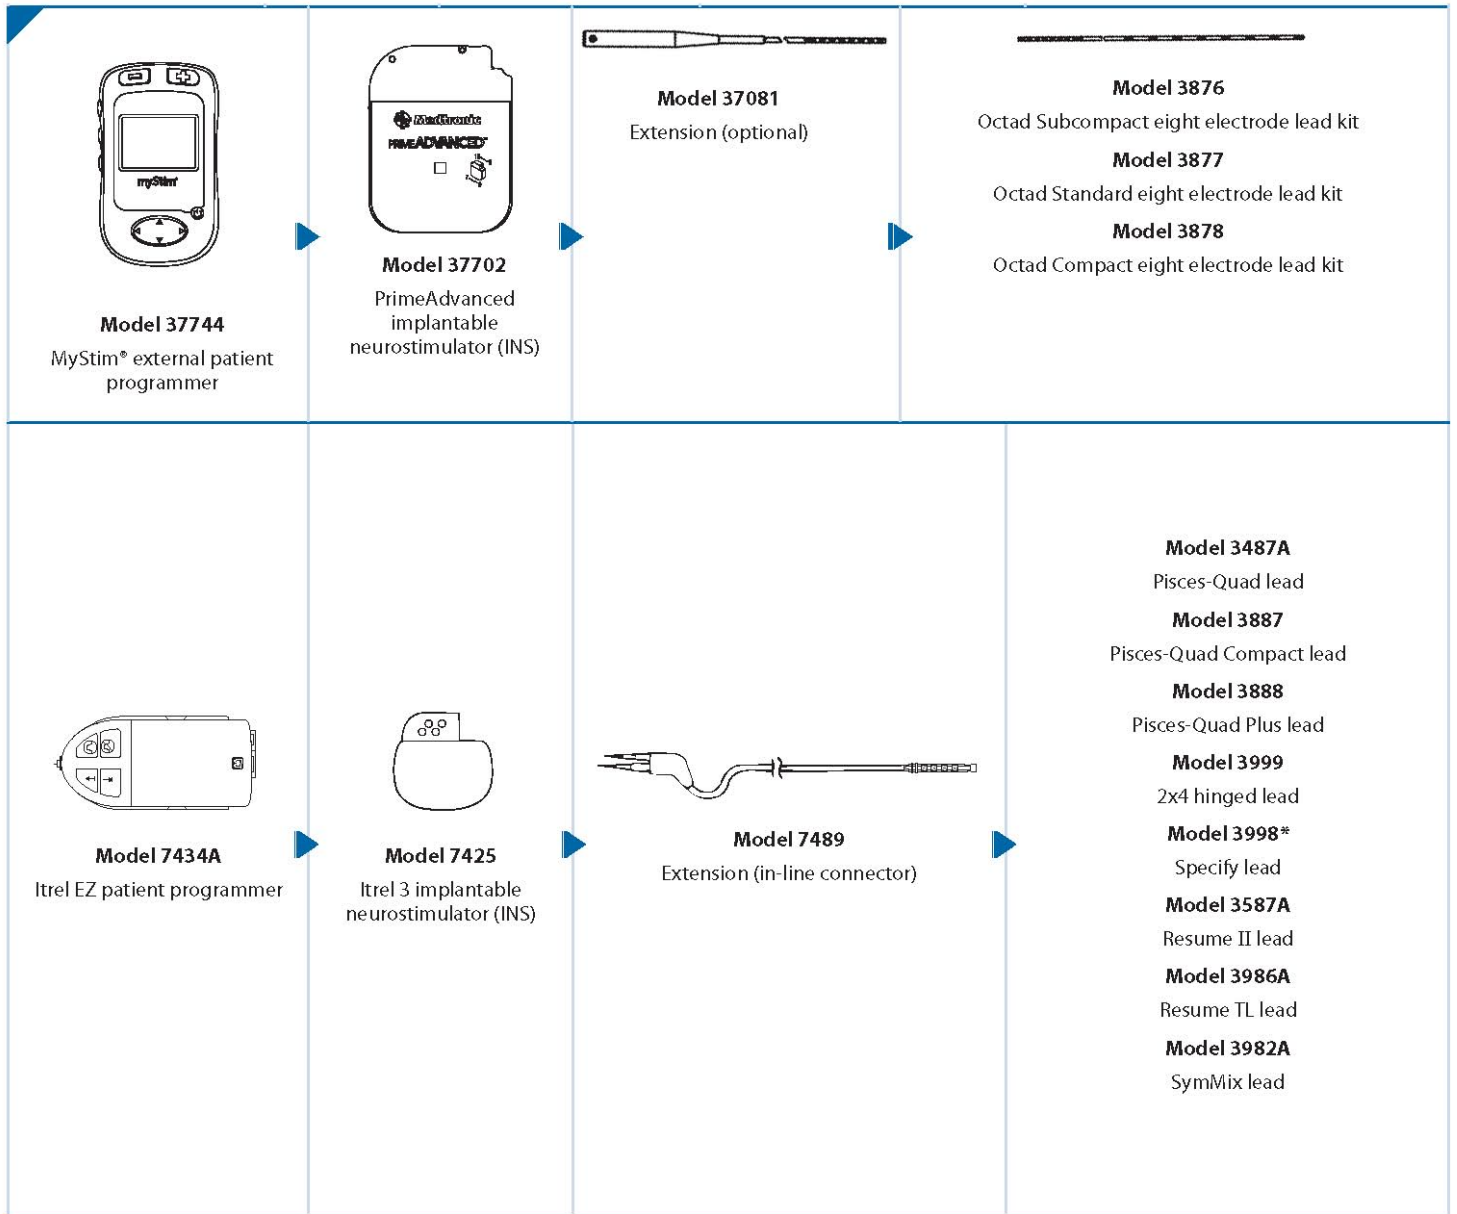 myStim®
Model 37744
MyStim® external patient
programmer
Medtronic
PRIMEADVANCED™
Model 37702
PrimeAdvanced
implantable
neurostimulator (INS)
Model 37081
Extension (optional)
Model 3876
Octad Subcompact eight electrode lead kit
Model 3877
Octad Standard eight electrode lead kit
Model 3878
Octad Compact eight electrode lead kit
Model 7434A
Itrel EZ patient programmer
Model 7425
Itrel 3 implantable
neurostimulator (INS)
Model 7489
Extension (in-line connector)
Model 3487A
Pisces-Quad lead
Model 3887
Pisces-Quad Compact lead
Model 3888
Pisces-Quad Plus lead
Model 3999
2x4 hinged lead
Model 3998*
Specify lead
Model 3587A
Resume II lead
Model 3986A
Resume TL lead
Model 3982A
SymMix lead